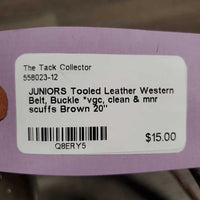 The Tack Collector
558023-12
JUNIORS Tooled Leather Western
Belt, Buckle *vgc, clean & mnr
scuffs Brown 20"
$15.00
Q8ERY5